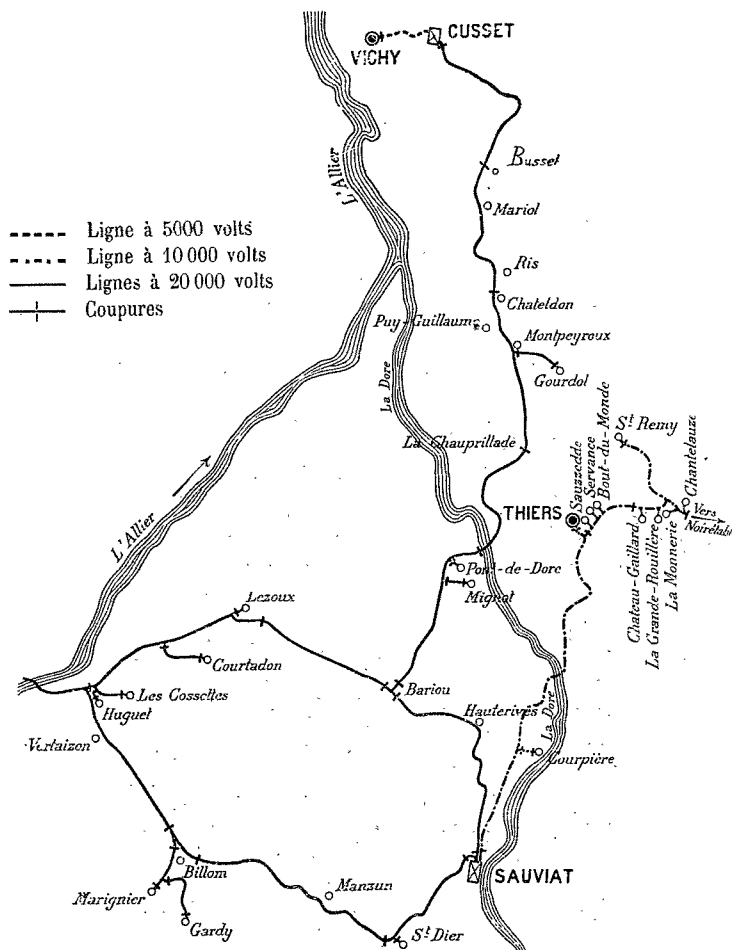 CUSSET
VICHY
L'Allier
Busset
Mariol
Ligne à 5000 volts
Ligne à 10 000 volts
Lignes à 20 000 volts
Coupures
Ris
Chateldon
Puy-Guillaume
Montpeyroux
Gourdol
La Dore
La Chauprillade
St Remy
Sauzedde
Servance
Bout-du-Monde
Chantelauze
THIERS
Vers
Noirétabl
L'Allier
Chateau-Gaillard
La Grande-Rouillère
La Monnerie
Pont-de-Dore
Mignot
Lezoux
Courtadon
Les Cossettes
Huguet
Bariou
Hauterives
La Dore
Vertaizon
Courpière
Billom
Marignier
Manzun
SAUVIAT
Gardy
St Dier